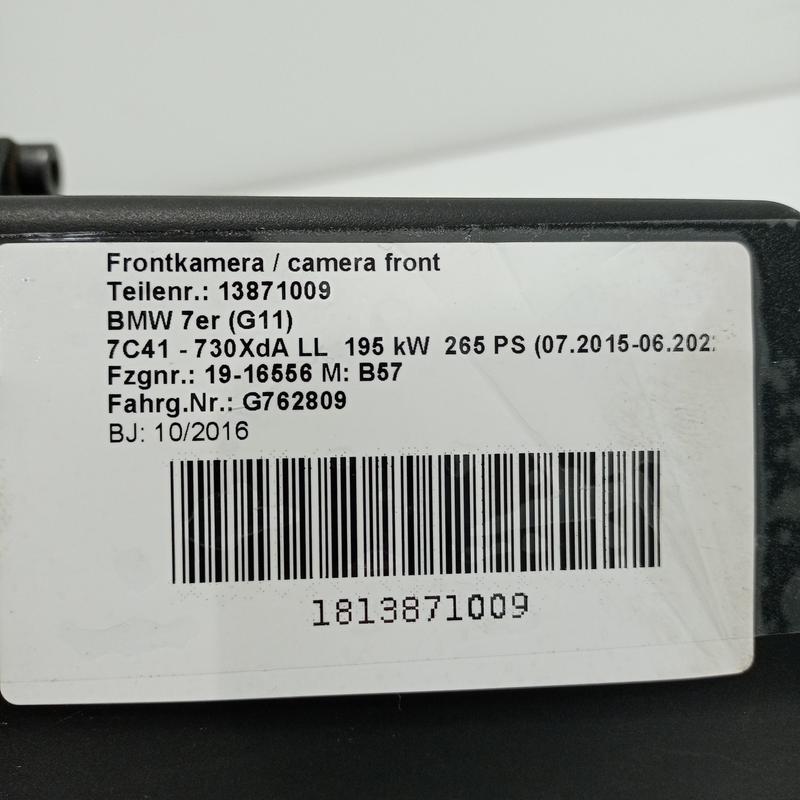 Frontkamera / camera front
Teilenr.: 13871009
BMW 7er (G11)
7C41 - 730XdA LL 195 kW 265 PS (07.2015-06.202
Fzgnr.: 19-16556 M: B57
Fahrg.Nr.: G762809
BJ: 10/2016
1813871009